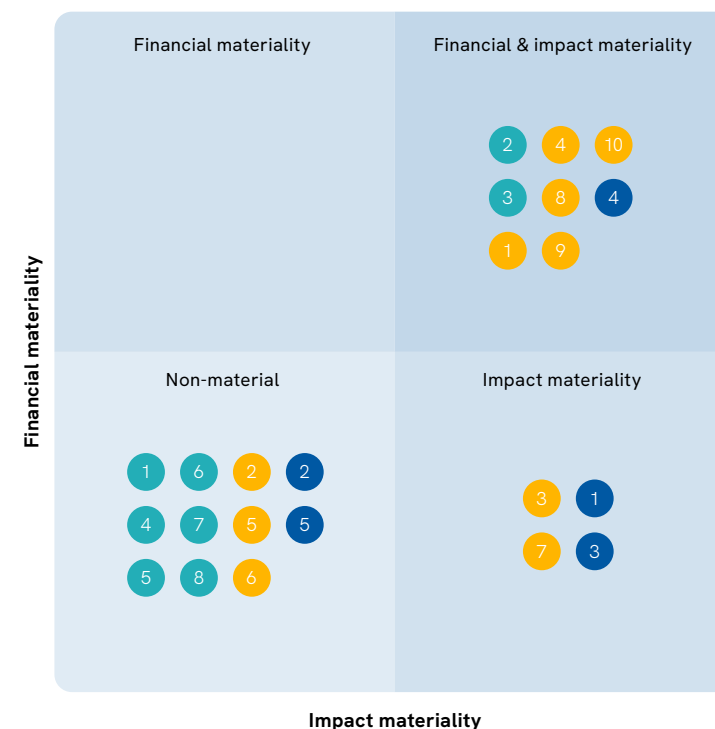 Financial materiality
Financial & impact materiality
2 4 10
3 8 4
1 9
Financial materiality
Non-material
Impact materiality
1 6 2 2
4 7 5 5
5 8 6
3 1
7 3
Impact materiality